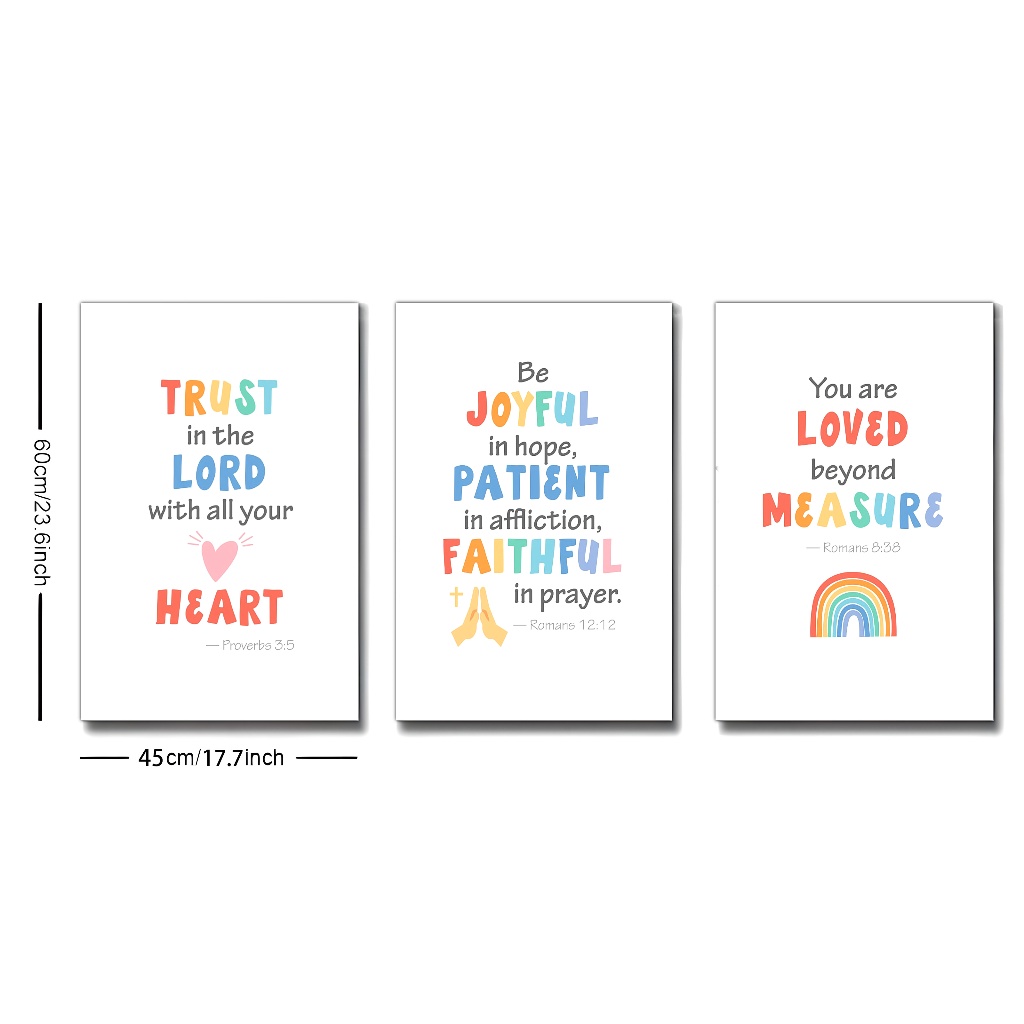 TRUST
in the
LORD
with all your
HEART
— Proverbs 3:5
Be
JOYFUL
in hope,
PATIENT
in affliction,
FAITHFUL
in prayer.
— Romans 12:12
You are
LOVED
beyond
MEASURE
— Romans 8:38
60cm/23.6inch
45cm/17.7inch